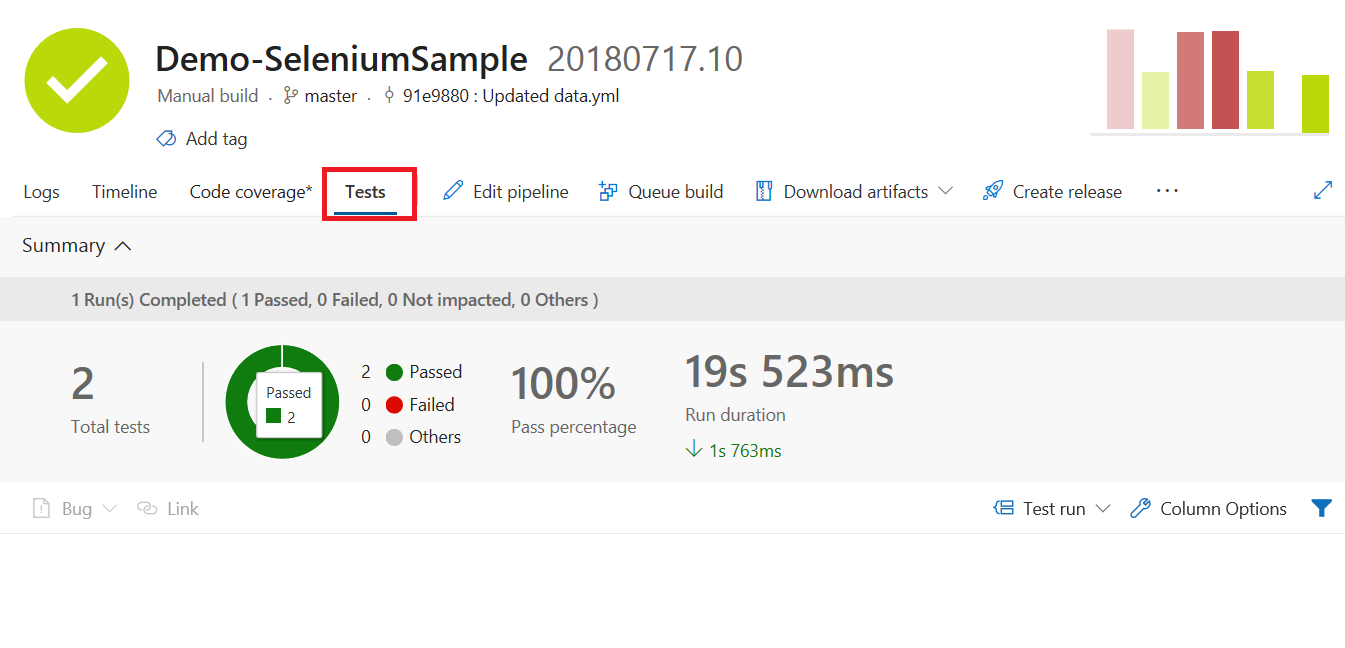 Demo-SeleniumSample 20180717.10
Manual build · master · 91e9880 : Updated data.yml
Add tag
Logs Timeline Code coverage* Tests Edit pipeline Queue build Download artifacts Create release ...
Summary
1 Run(s) Completed ( 1 Passed, 0 Failed, 0 Not impacted, 0 Others )
2
Total tests
Passed
2
2 Passed
0 Failed
0 Others
100%
Pass percentage
19s 523ms
Run duration
1s 763ms
Bug Link Test run Column Options